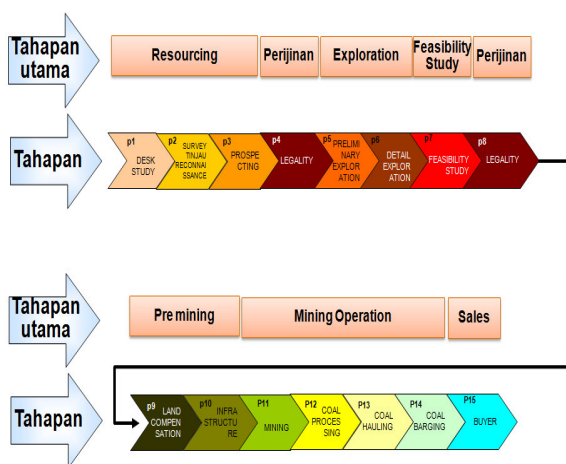 Tahapan
utama
Resourcing
Perijinan
Exploration
Feasibility
Study
Perijinan
Tahapan
p1
DESK
STUDY
p2
SURVEY
TINJAU
RECONNAI
SSANCE
p3
PROSPE
CTING
p4
LEGALITY
p5
PRELIMI
NARY
EXPLOR
ATION
p6
DETAIL
EXPLOR
ATION
p7
FEASIBILITY
STUDY
p8
LEGALITY
Tahapan
utama
Pre mining
Mining Operation
Sales
Tahapan
p9
LAND
COMPEN
SATION
p10
INFRA
STRUCTU
RE
P11
MINING
P12
COAL
PROCES
SING
P13
COAL
HAULING
P14
COAL
BARGING
P15
BUYER